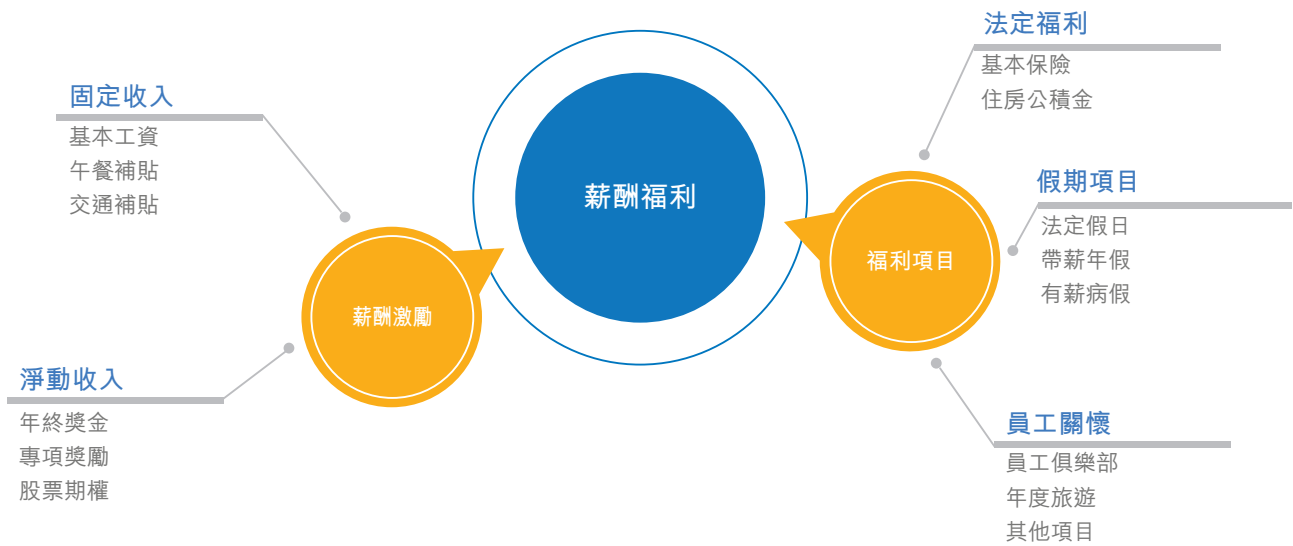 薪酬福利
薪酬激勵
固定收入
基本工資
午餐補貼
交通補貼
淨動收入
年終獎金
專項獎勵
股票期權
福利項目
法定福利
基本保險
住房公積金
假期項目
法定假日
帶薪年假
有薪病假
員工關懷
員工俱樂部
年度旅遊
其他項目